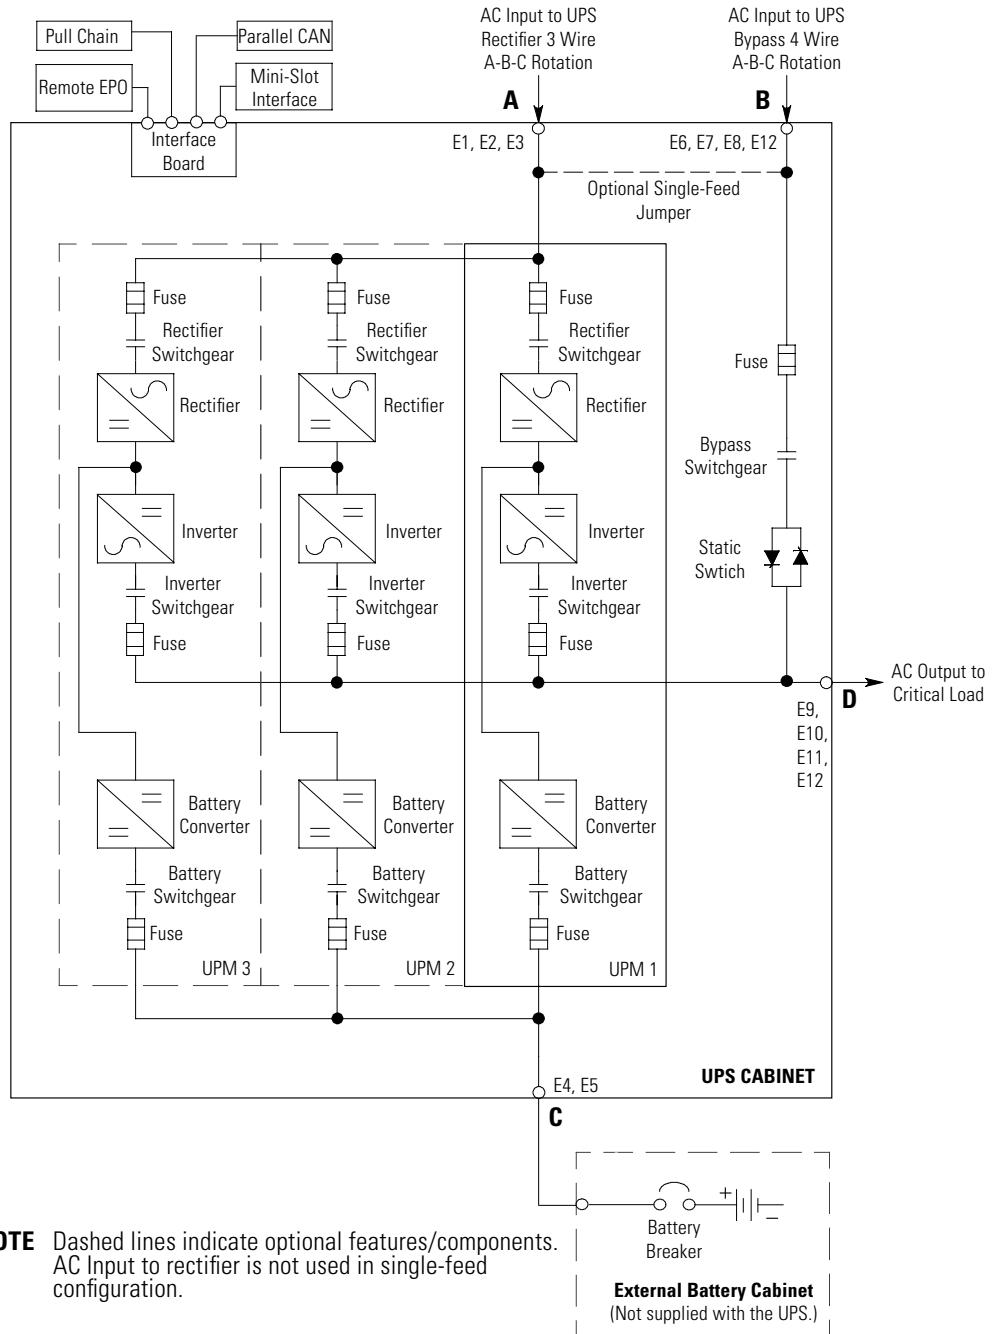 Pull Chain
Parallel CAN
Remote EPO
Mini-Slot
Interface
Interface
Board
AC Input to UPS
Rectifier 3 Wire
A-B-C Rotation
AC Input to UPS
Bypass 4 Wire
A-B-C Rotation
A
B
E1, E2, E3
E6, E7, E8, E12
Optional Single-Feed
Jumper
Fuse
Fuse
Fuse
Rectifier
Switchgear
Rectifier
Switchgear
Rectifier
Switchgear
Fuse
Rectifier
Rectifier
Rectifier
Bypass
Switchgear
Inverter
Inverter
Inverter
Static
Swtich
Inverter
Switchgear
Inverter
Switchgear
Inverter
Switchgear
Fuse
Fuse
Fuse
D
AC Output to
Critical Load
E9,
E10,
E11,
E12
Battery
Converter
Battery
Converter
Battery
Converter
Battery
Switchgear
Battery
Switchgear
Battery
Switchgear
Fuse
Fuse
Fuse
UPM 3
UPM 2
UPM 1
UPS CABINET
E4, E5
C
+
–
Battery
Breaker
External Battery Cabinet
(Not supplied with the UPS.)
OTE Dashed lines indicate optional features/components.
AC Input to rectifier is not used in single-feed
configuration.